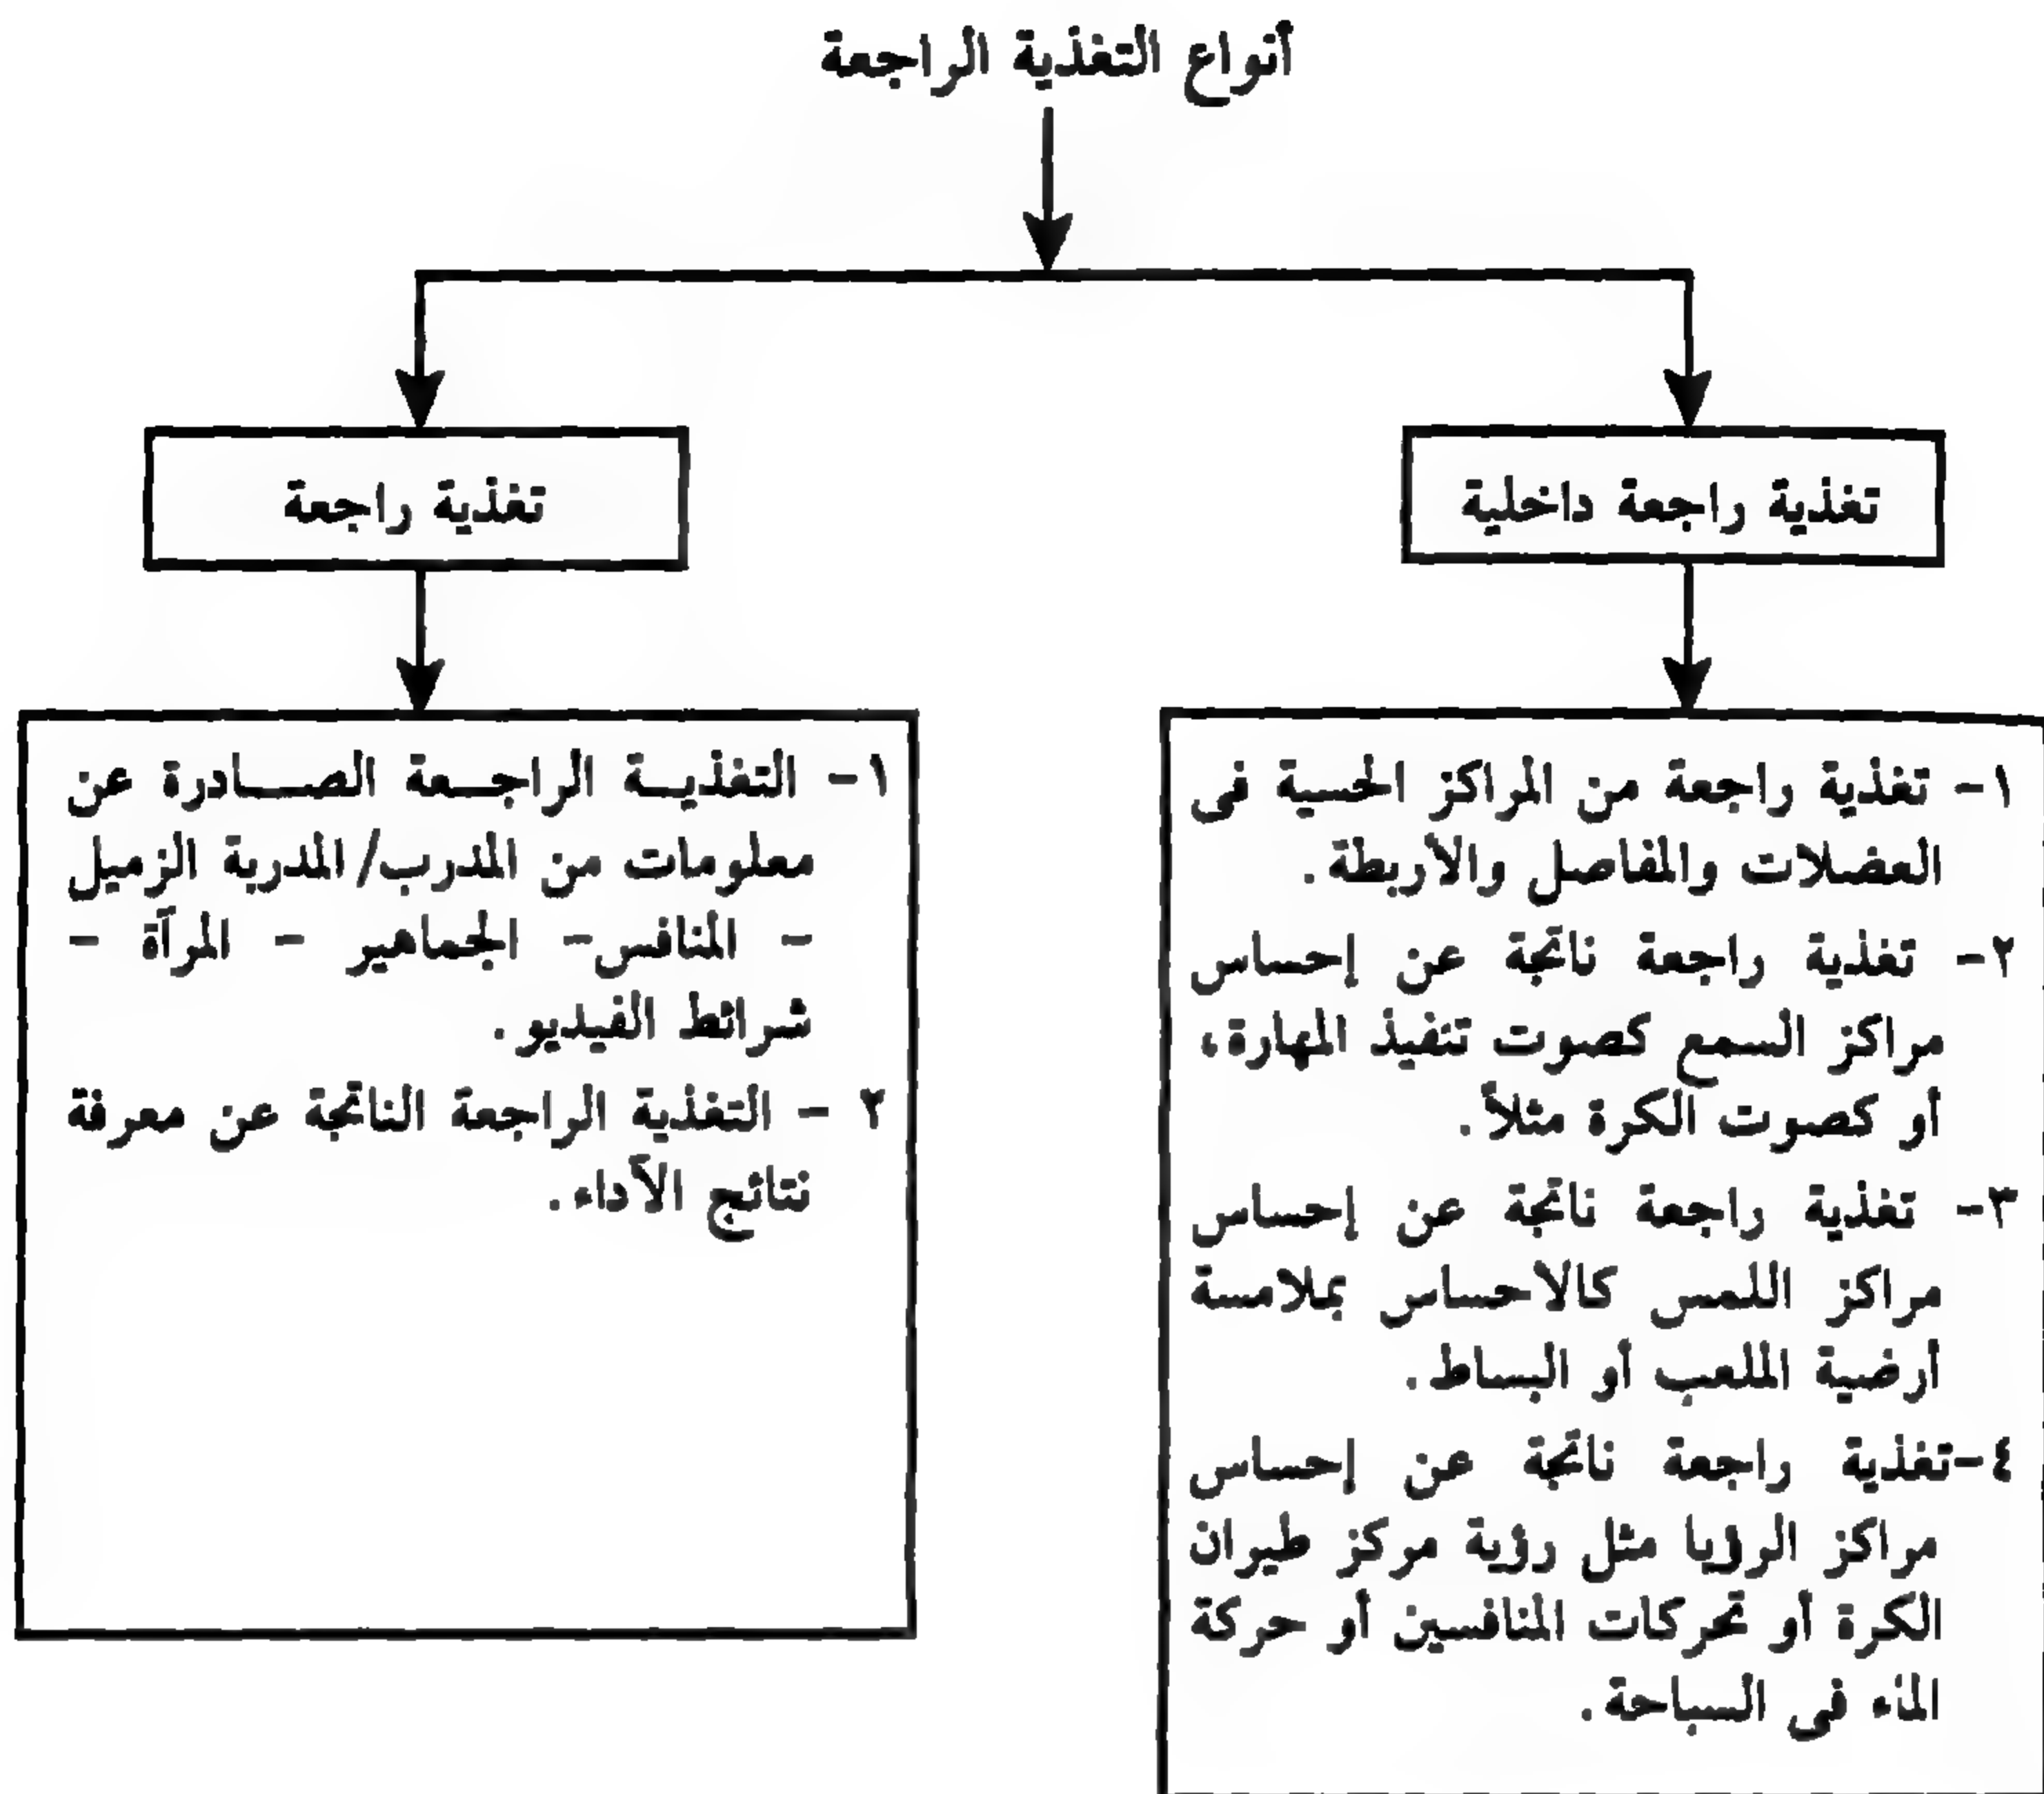 أنواع التغذية الراجعة
تغذية راجعة داخلية
تغذية راجعة
١- تغذية راجعة من المراكز الحسية فى
العضلات والمفاصل والأربطة.
٢- تغذية راجعة ناتجة عن إحساس
مراكز السمع كصوت تنفيذ المهارة،
أو كصوت الكرة مثلاً.
٣- تغذية راجعة ناتجة عن إحساس
مراكز اللمس كالاحساس بملامسة
أرضية الملعب أو البساط.
٤-تغذية راجعة ناتجة عن إحساس
مراكز الرؤيا مثل رؤية مركز طيران
الكرة أو تحركات المنافسين أو حركة
الماء فى السباحة.
١- التغذيــة الراجــعة الصــادرة عن
معلومات من المدرب/المدربة الزميل
- المنافس- الجماهير - المرآة -
شرائط الفيديو.
٢ - التغذية الراجعة الناتجة عن معرفة
نتائج الآداء.